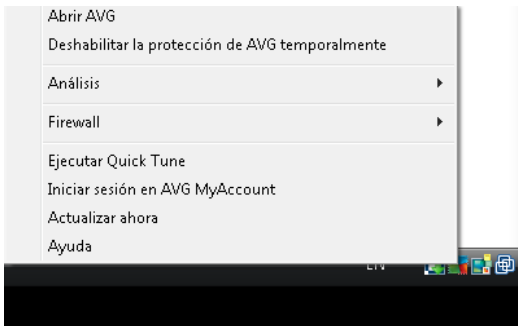 Abrir AVG
Deshabilitar la protección de AVG temporalmente
Análisis
Firewall
Ejecutar Quick Tune
Iniciar sesión en AVG MyAccount
Actualizar ahora
Ayuda
EN